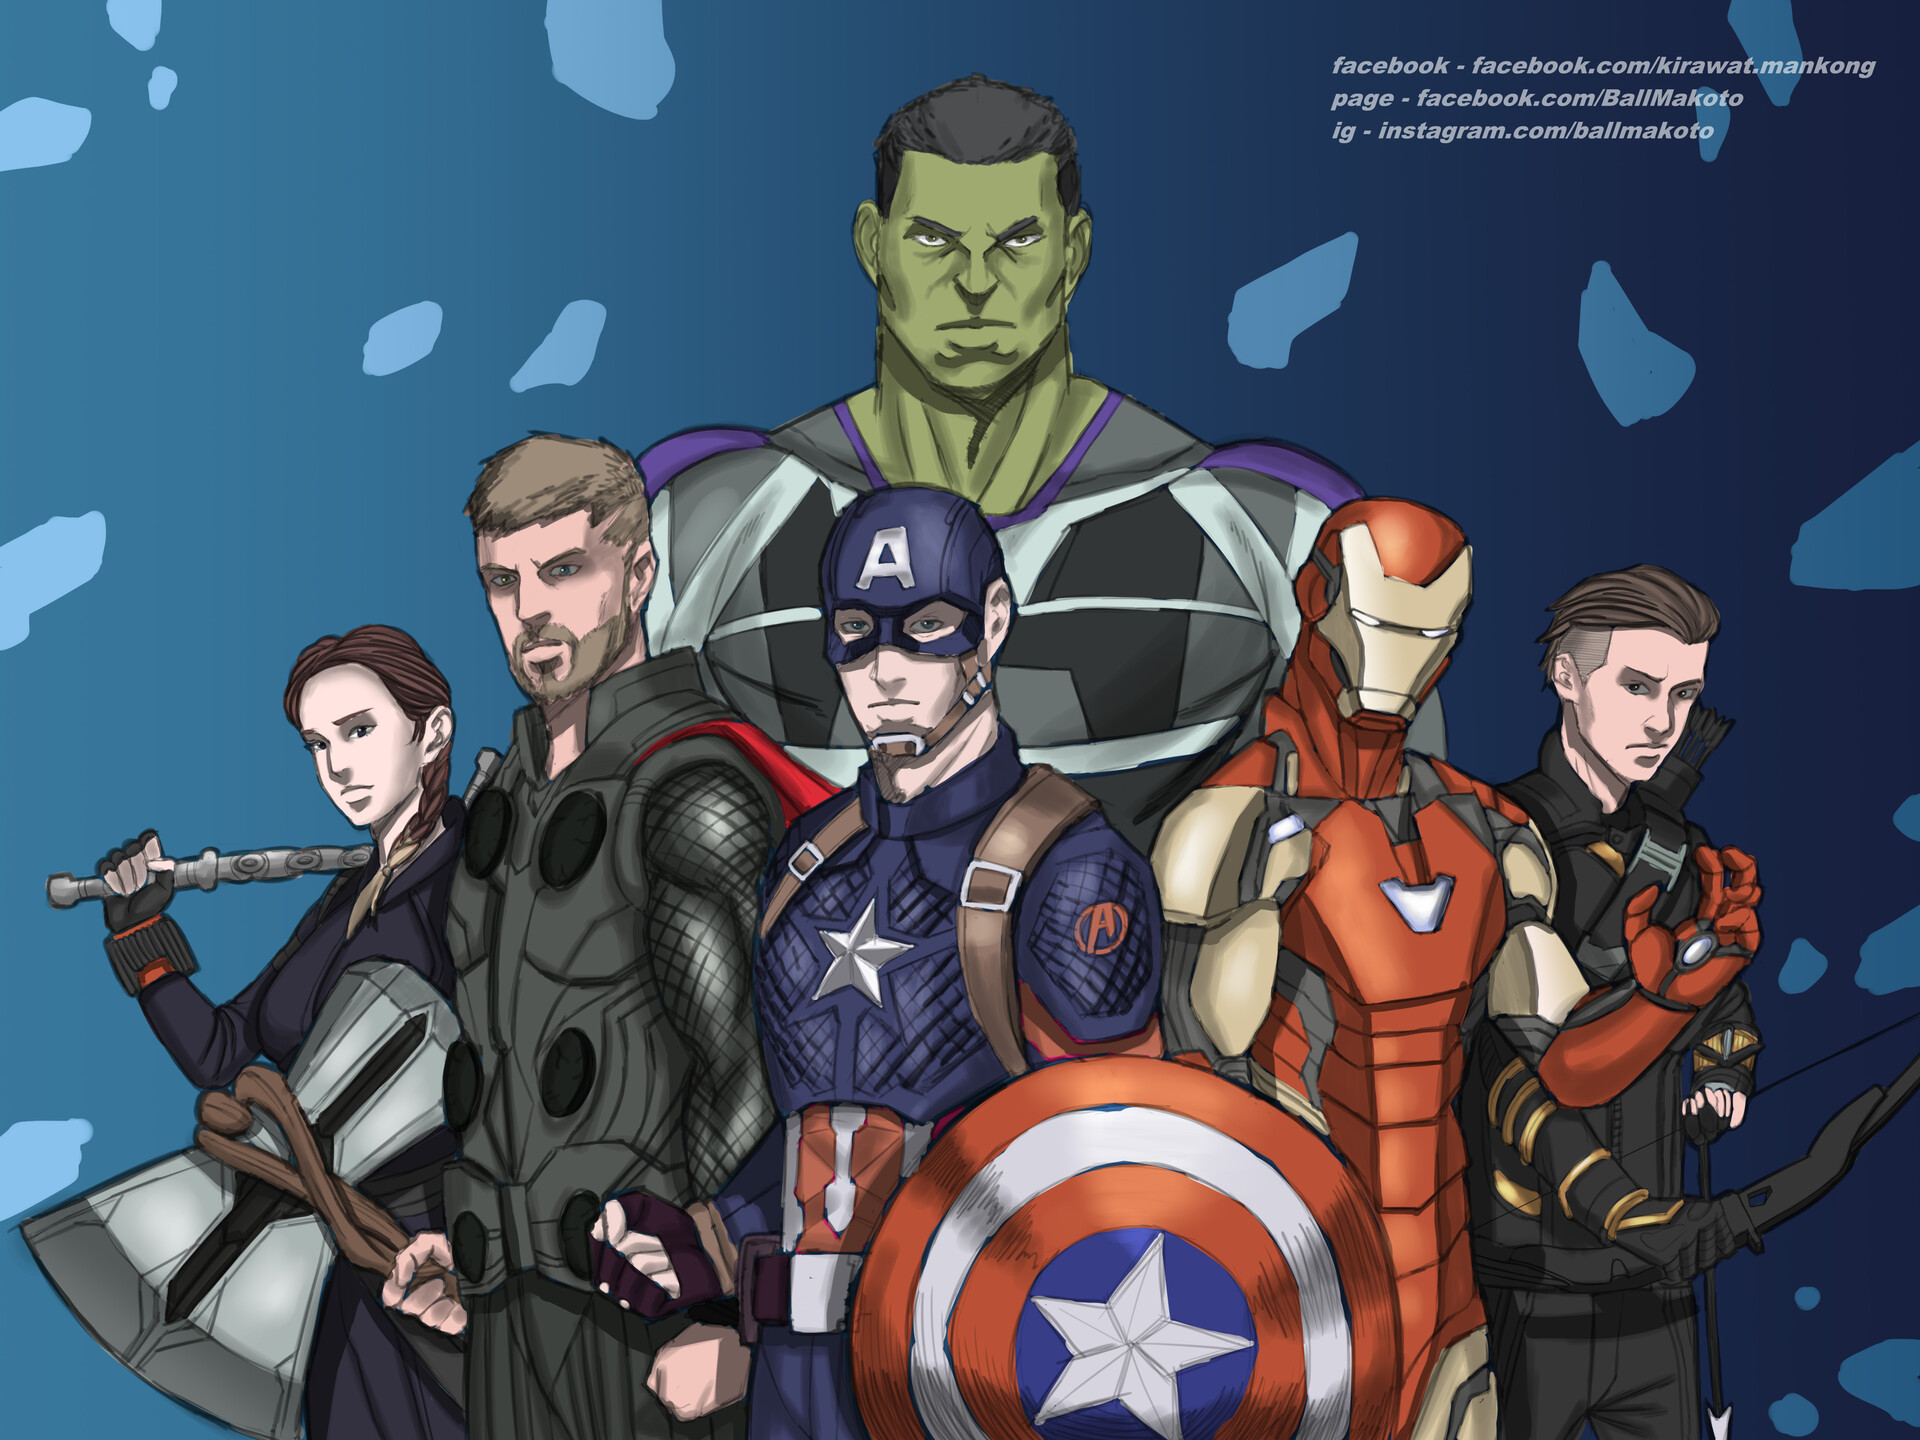 facebook - facebook.com/kirawat.mankong
page - facebook.com/BallMakoto
ig - instagram.com/ballmakoto
A
A